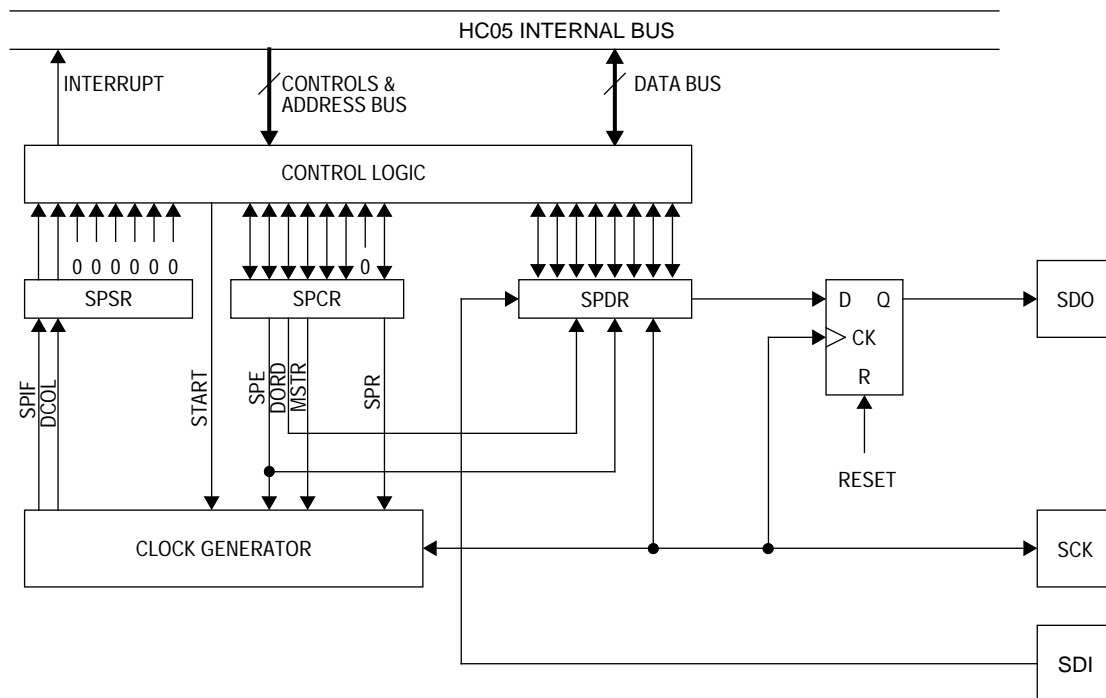 HC05 INTERNAL BUS
INTERRUPT
CONTROLS &
ADDRESS BUS
DATA BUS
CONTROL LOGIC
0 0 0 0 0 0
0
SPSR
SPCR
SPDR
D Q
CK
R
SDO
SPIF
DCOL
START
SPE
DORD
MSTR
SPR
RESET
CLOCK GENERATOR
SCK
SDI